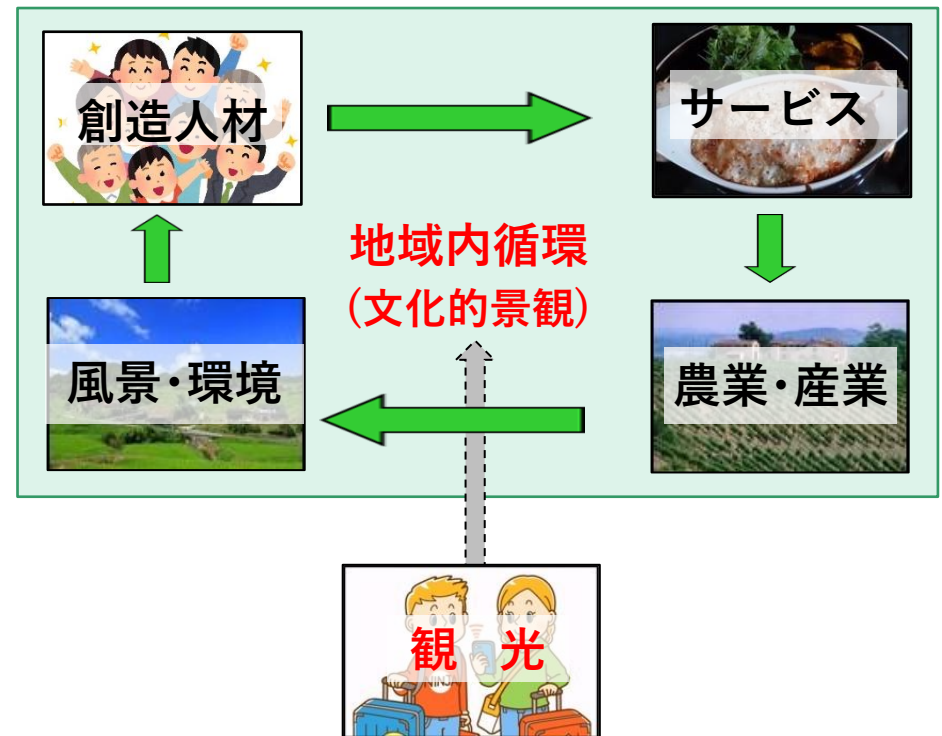 創造人材
サービス
地域内循環
(文化的景観)
風景・環境
農業・産業
観 光
NINJA